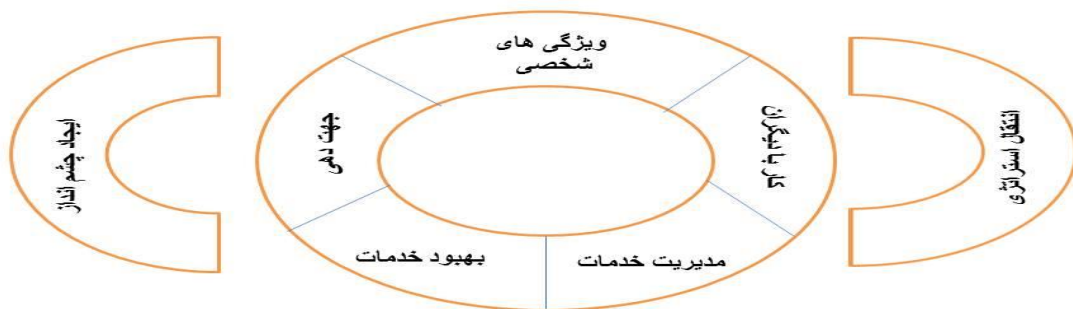 ویژگی های
شخصی
کار با دیگران
مدیریت خدمات
بهبود خدمات
جهت دهی
انتقال استراتژی
ایجاد چشم انداز